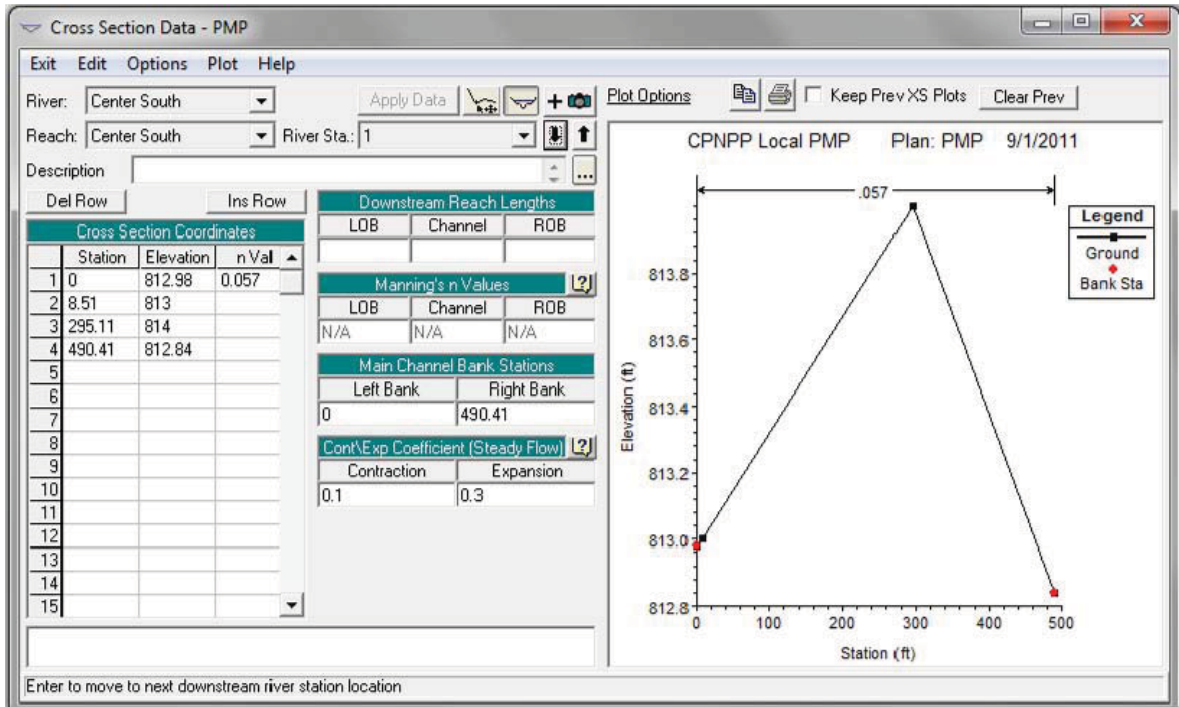 Cross Section Data - PMP
Exit Edit Options Plot Help
River: Center South
Apply Data
Reach: Center South River Sta.: 1
Description
...
Del Row Ins Row
Cross Section Coordinates
Station Elevation n Val
1 0 812.98 0.057
2 8.51 813
3 295.11 814
4 490.41 812.84
5
6
7
8
9
10
11
12
13
14
15
Downstream Reach Lengths
LOB Channel ROB
Manning's n Values
LOB Channel ROB
N/A N/A N/A
Main Channel Bank Stations
Left Bank Right Bank
0 490.41
Cont\Exp Coefficient (Steady Flow)
Contraction Expansion
0.1 0.3
Plot Options Keep Prev XS Plots Clear Prev
CPNPP Local PMP Plan: PMP 9/1/2011
.057
Legend
Ground
Bank Sta
813.8
813.6
813.4
813.2
813.0
812.8
Elevation (ft)
0 100 200 300 400 500
Station (ft)
Enter to move to next downstream river station location